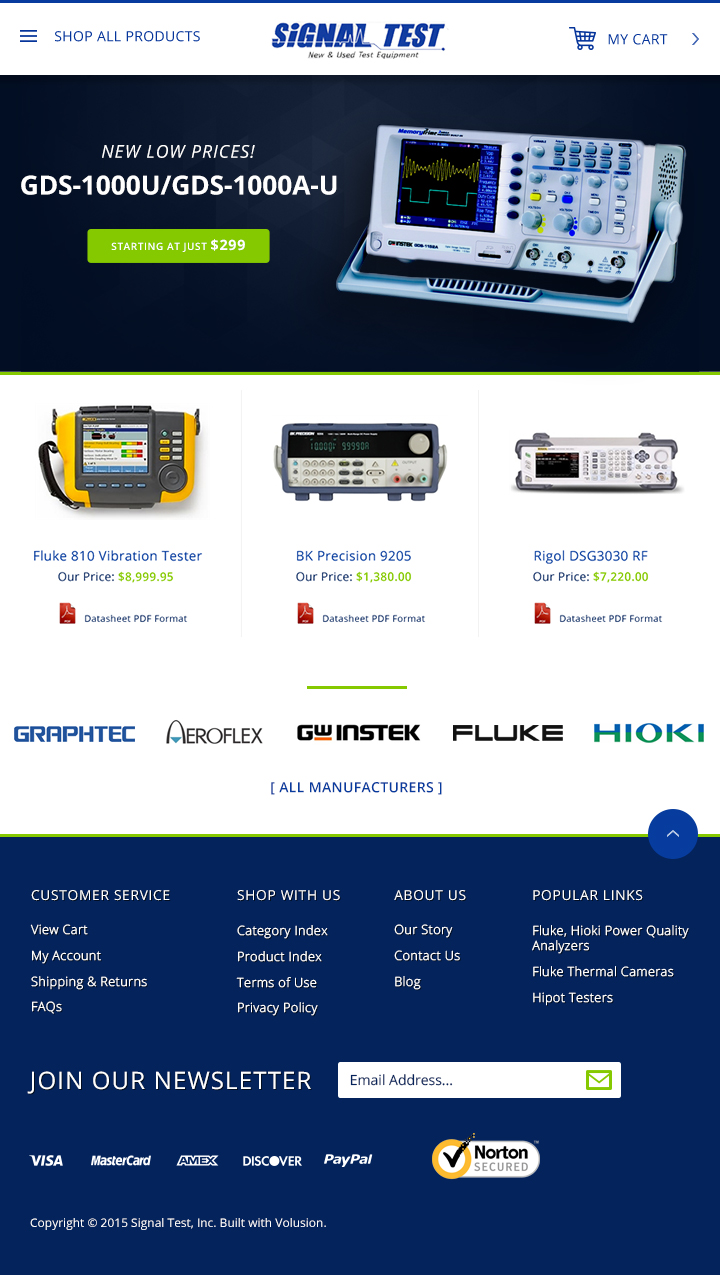 SHOP ALL PRODUCTS
SiGNAL TEST
New & Used Test Equipment
MY CART
NEW LOW PRICES!
GDS-1000U/GDS-1000A-U
STARTING AT JUST $299
GWINSTEK GDS-1152A
Fluke 810 Vibration Tester
Our Price: $8,999.95
Datasheet PDF Format
BK PRECISION
BK Precision 9205
Our Price: $1,380.00
Datasheet PDF Format
Rigol DSG3030 RF
Our Price: $7,220.00
Datasheet PDF Format
GRAPHTEC
AEROFLEX
GWINSTEK
FLUKE
HIOKI
[ ALL MANUFACTURERS ]
CUSTOMER SERVICE
View Cart
My Account
Shipping & Returns
FAQs
SHOP WITH US
Category Index
Product Index
Terms of Use
Privacy Policy
ABOUT US
Our Story
Contact Us
Blog
POPULAR LINKS
Fluke, Hioki Power Quality
Analyzers
Fluke Thermal Cameras
Hipot Testers
JOIN OUR NEWSLETTER
Email Address...
VISA
MasterCard
AMEX
DISCOVER
PayPal
Norton
SECURED
Copyright © 2015 Signal Test, Inc. Built with Volusion.